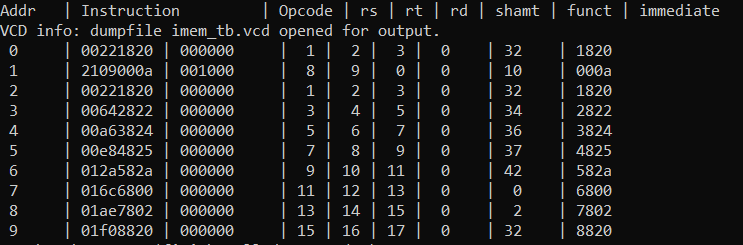 Addr | Instruction | Opcode | rs | rt | rd | shamt | funct | immediate
VCD info: dumpfile imem_tb.vcd opened for output.
0 | 00221820 | 000000 | 1 | 2 | 3 | 0 | 32 | 1820
1 | 2109000a | 001000 | 8 | 9 | 0 | 0 | 10 | 000a
2 | 00221820 | 000000 | 1 | 2 | 3 | 0 | 32 | 1820
3 | 00642822 | 000000 | 3 | 4 | 5 | 0 | 34 | 2822
4 | 00a63824 | 000000 | 5 | 6 | 7 | 0 | 36 | 3824
5 | 00e84825 | 000000 | 7 | 8 | 9 | 0 | 37 | 4825
6 | 012a582a | 000000 | 9 | 10 | 11 | 0 | 42 | 582a
7 | 016c6800 | 000000 | 11 | 12 | 13 | 0 | 0 | 6800
8 | 01ae7802 | 000000 | 13 | 14 | 15 | 0 | 2 | 7802
9 | 01f08820 | 000000 | 15 | 16 | 17 | 0 | 32 | 8820